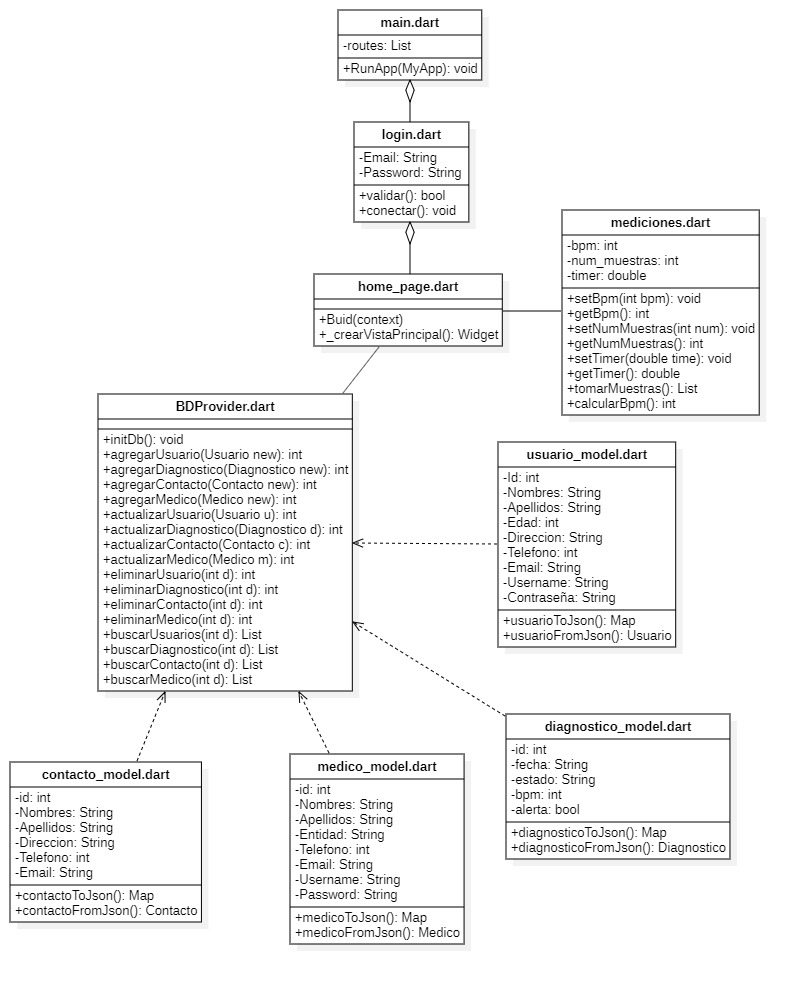 main.dart
-routes: List
+RunApp(MyApp): void
login.dart
-Email: String
-Password: String
+validar(): bool
+conectar(): void
home_page.dart
+Buid(context)
+_crearVistaPrincipal(): Widget
mediciones.dart
-bpm: int
-num_muestras: int
-timer: double
+setBpm(int bpm): void
+getBpm(): int
+setNumMuestras(int num): void
+getNumMuestras(): int
+setTimer(double time): void
+getTimer(): double
+tomarMuestras(): List
+calcularBpm(): int
BDProvider.dart
+initDb(): void
+agregarUsuario(Usuario new): int
+agregarDiagnostico(Diagnostico new): int
+agregarContacto(Contacto new): int
+agregarMedico(Medico new): int
+actualizarUsuario(Usuario u): int
+actualizarDiagnostico(Diagnostico d): int
+actualizarContacto(Contacto c): int
+actualizarMedico(Medico m): int
+eliminarUsuario(int d): int
+eliminarDiagnostico(int d): int
+eliminarContacto(int d): int
+eliminarMedico(int d): int
+buscarUsuarios(int d): List
+buscarDiagnostico(int d): List
+buscarContacto(int d): List
+buscarMedico(int d): List
usuario_model.dart
-Id: int
-Nombres: String
-Apellidos: String
-Edad: int
-Direccion: String
-Telefono: int
-Email: String
-Username: String
-Contraseña: String
+usuarioToJson(): Map
+usuarioFromJson(): Usuario
diagnostico_model.dart
-id: int
-fecha: String
-estado: String
-bpm: int
-alerta: bool
+diagnosticoToJson(): Map
+diagnosticoFromJson(): Diagnostico
contacto_model.dart
-id: int
-Nombres: String
-Apellidos: String
-Direccion: String
-Telefono: int
-Email: String
+contactoToJson(): Map
+contactoFromJson(): Contacto
medico_model.dart
-id: int
-Nombres: String
-Apellidos: String
-Entidad: String
-Telefono: int
-Email: String
-Username: String
-Password: String
+medicoToJson(): Map
+medicoFromJson(): Medico